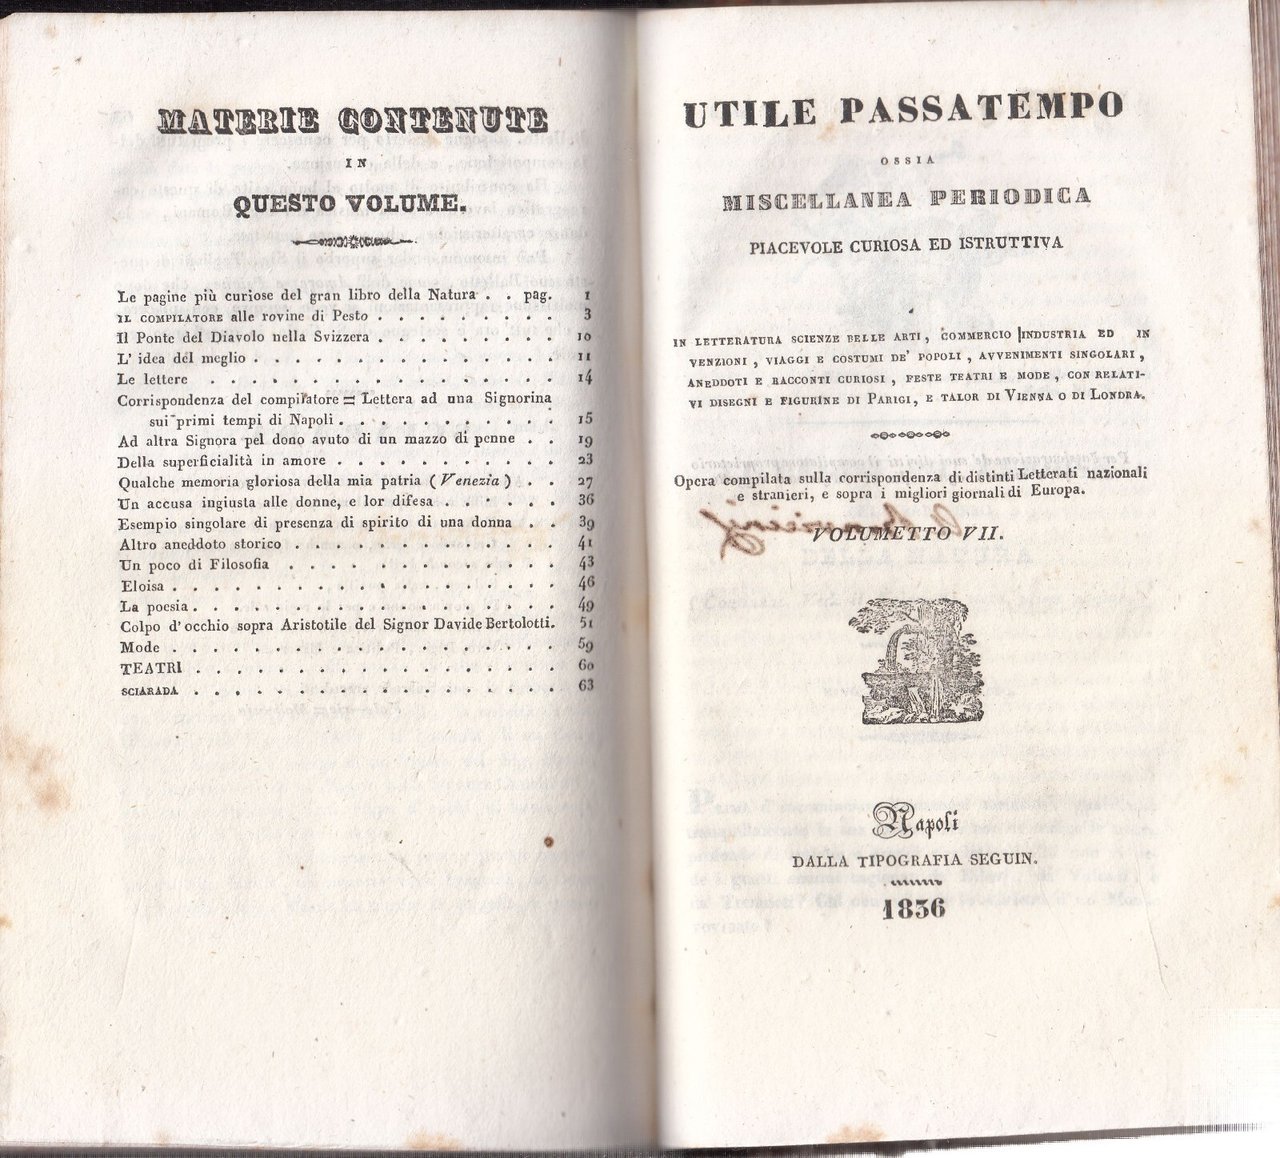 MATERIE CONTENUTE
IN
QUESTO VOLUME.
Le pagine più curiose del gran libro della Natura . . pag. 1
IL COMPILATORE alle rovine di Pesto . . . . . . . . . 3
Il Ponte del Diavolo nella Svizzera . . . . . . . . . 10
L' idea del meglio . . . . . . . . . . . . . . . 11
Le lettere . . . . . . . . . . . . . . . . . 14
Corrispondenza del compilatore = Lettera ad una Signorina
sui primi tempi di Napoli . . . . . . . . . . . 15
Ad altra Signora pel dono avuto di un mazzo di penne . . 19
Della superficialità in amore . . . . . . . . . . . 23
Qualche memoria gloriosa della mia patria ( Venezia ) . . 27
Un accusa ingiusta alle donne, e lor difesa . . . . . . 36
Esempio singolare di presenza di spirito di una donna . . 39
Altro aneddoto storico . . . . . . . . . . . . . 41
Un poco di Filosofia . . . . . . . . . . . . . 43
Eloisa . . . . . . . . . . . . . . . . . . . 46
La poesia . . . . . . . . . . . . . . . . . . 49
Colpo d' occhio sopra Aristotile del Signor Davide Bertolotti. 51
Mode . . . . . . . . . . . . . . . . . . . 59
TEATRI . . . . . . . . . . . . . . . . . . 60
SCIARADA . . . . . . . . . . . . . . . . . . 63
UTILE PASSATEMPO
OSSIA
MISCELLANEA PERIODICA
PIACEVOLE CURIOSA ED ISTRUTTIVA
IN LETTERATURA SCIENZE BELLE ARTI, COMMERCIO INDUSTRIA ED IN
VENZIONI , VIAGGI E COSTUMI DE' POPOLI , AVVENIMENTI SINGOLARI ,
ANEDDOTI E RACCONTI CURIOSI , FESTE TEATRI E MODE , CON RELATI-
VI DISEGNI E FIGURINE DI PARIGI, E TALOR DI VIENNA O DI LONDRA.
Opera compilata sulla corrispondenza di distinti Letterati nazionali
e stranieri, e sopra i migliori giornali di Europa.
VOLUMETTO VII.
Napoli
DALLA TIPOGRAFIA SEGUIN.
1836